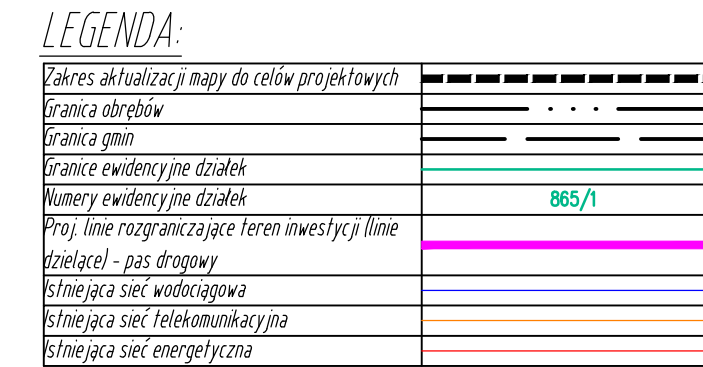 LEGENDA:
Zakres aktualizacji mapy do celów projektowych
Granica obrębów
Granica gmin
Granice ewidencyjne działek
Numery ewidencyjne działek 865/1
Proj. linie rozgraniczające teren inwestycji (linie
dzielące) - pas drogowy
Istniejąca sieć wodociągowa
Istniejąca sieć telekomunikacyjna
Istniejąca sieć energetyczna